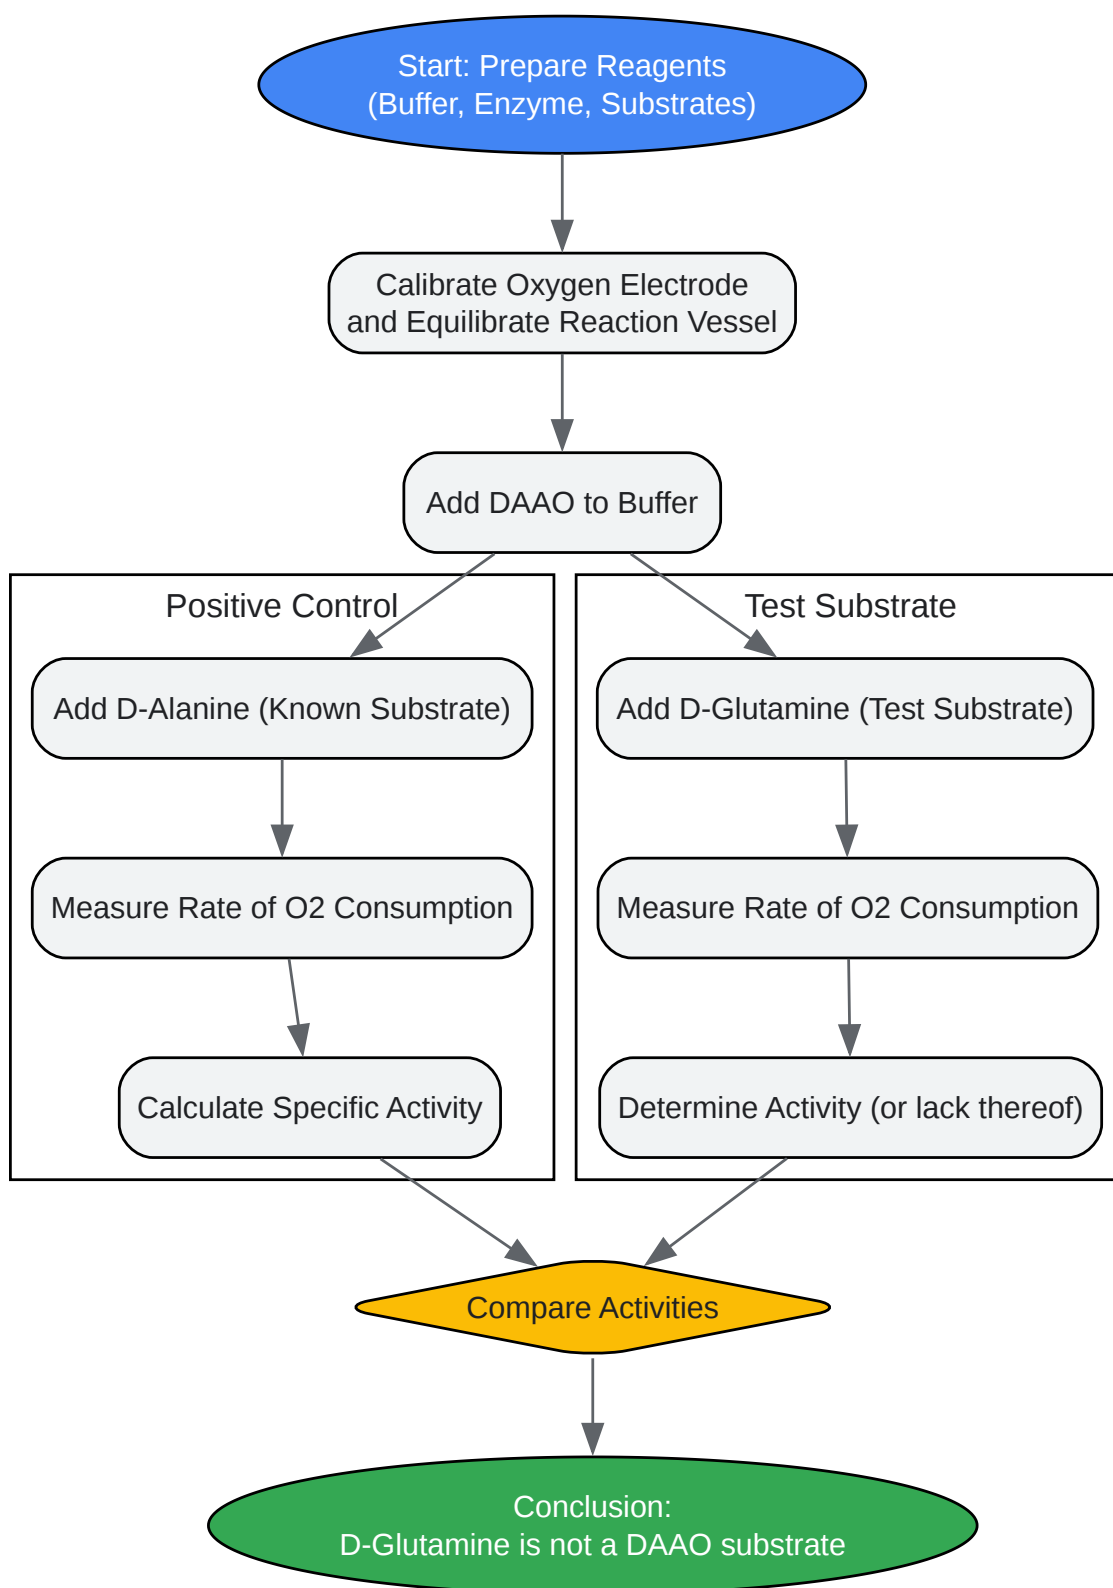 Start: Prepare Reagents
(Buffer, Enzyme, Substrates)
Calibrate Oxygen Electrode
and Equilibrate Reaction Vessel
Add DAAO to Buffer
Positive Control
Add D-Alanine (Known Substrate)
Measure Rate of O2 Consumption
Calculate Specific Activity
Test Substrate
Add D-Glutamine (Test Substrate)
Measure Rate of O2 Consumption
Determine Activity (or lack thereof)
Compare Activities
Conclusion:
D-Glutamine is not a DAAO substrate